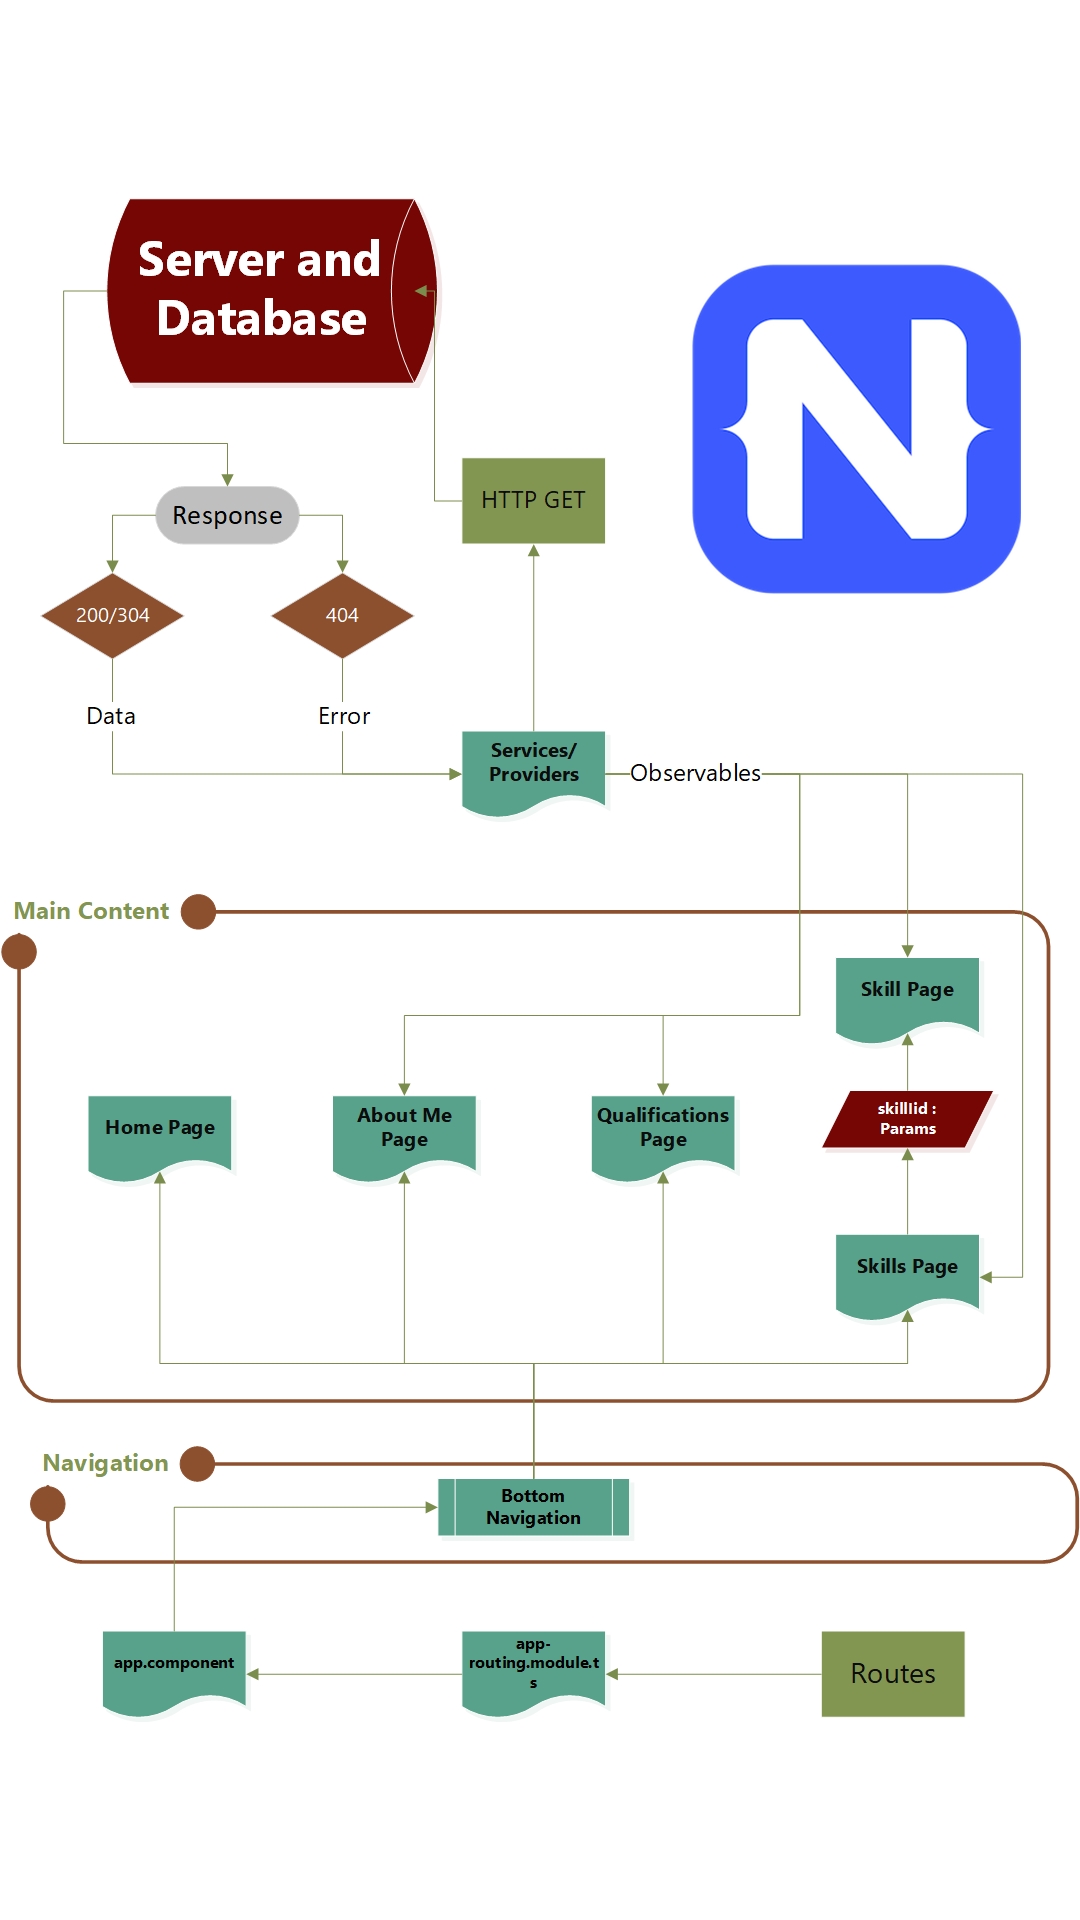 Server and
Database
HTTP GET
Response
200/304
404
Data
Error
Services/
Providers
Observables
Main Content
Skill Page
Home Page
About Me
Page
Qualifications
Page
skillid :
Params
Skills Page
Navigation
Bottom
Navigation
app.component
app-
routing.module.t
s
Routes